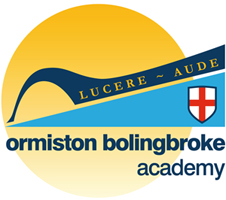 LUCERE ~ AUDE
ormiston bolingbroke
academy